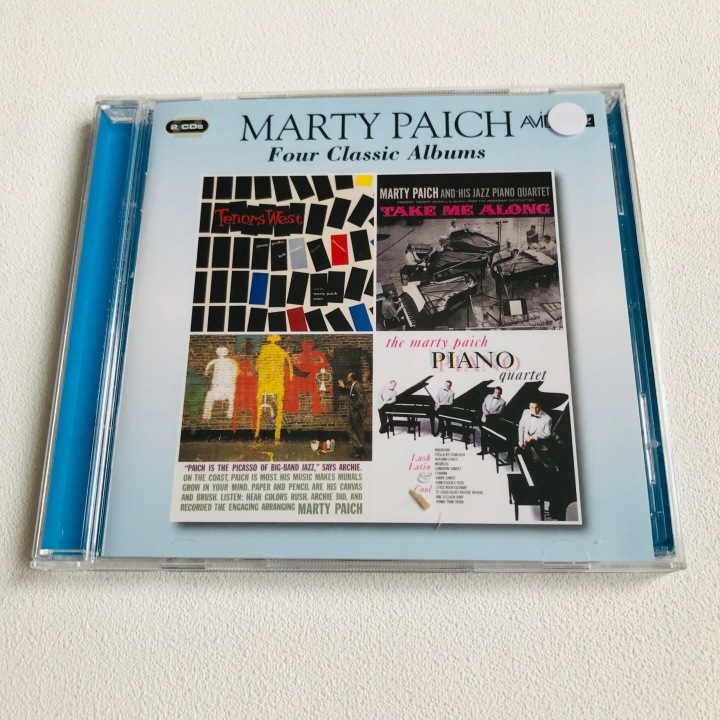 2 CDs
MARTY PAICH
Four Classic Albums
Tenors West
marty paich
MARTY PAICH AND HIS JAZZ PIANO QUARTET
TAKE ME ALONG
the marty paich
PIANO
quartet
Lush
Latin
&
Cool
"PAICH IS THE PICASSO OF BIG-BAND JAZZ," SAYS ARCHIE.
ON THE COAST, PAICH IS MOST. HIS MUSIC MAKES MURALS
GROW IN YOUR MIND. PAPER AND PENCIL ARE HIS CANVAS
AND BRUSH. LISTEN: HEAR COLORS RUSH. ARCHIE DID. AND
RECORDED THE ENGAGING ARRANGING MARTY PAICH